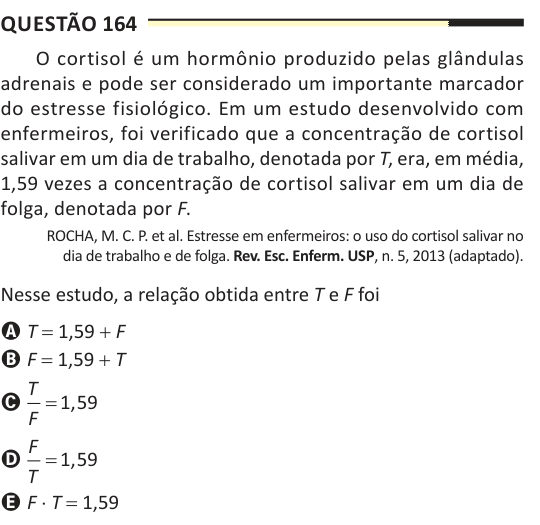 QUESTÃO 164
O cortisol é um hormônio produzido pelas glândulas
adrenais e pode ser considerado um importante marcador
do estresse fisiológico. Em um estudo desenvolvido com
enfermeiros, foi verificado que a concentração de cortisol
salivar em um dia de trabalho, denotada por T, era, em média,
1,59 vezes a concentração de cortisol salivar em um dia de
folga, denotada por F.
ROCHA, M. C. P. et al. Estresse em enfermeiros: o uso do cortisol salivar no
dia de trabalho e de folga. Rev. Esc. Enferm. USP, n. 5, 2013 (adaptado).
Nesse estudo, a relação obtida entre T e F foi
A T = 1,59 + F
B F = 1,59 + T
C T/F = 1,59
D F/T = 1,59
E F · T = 1,59